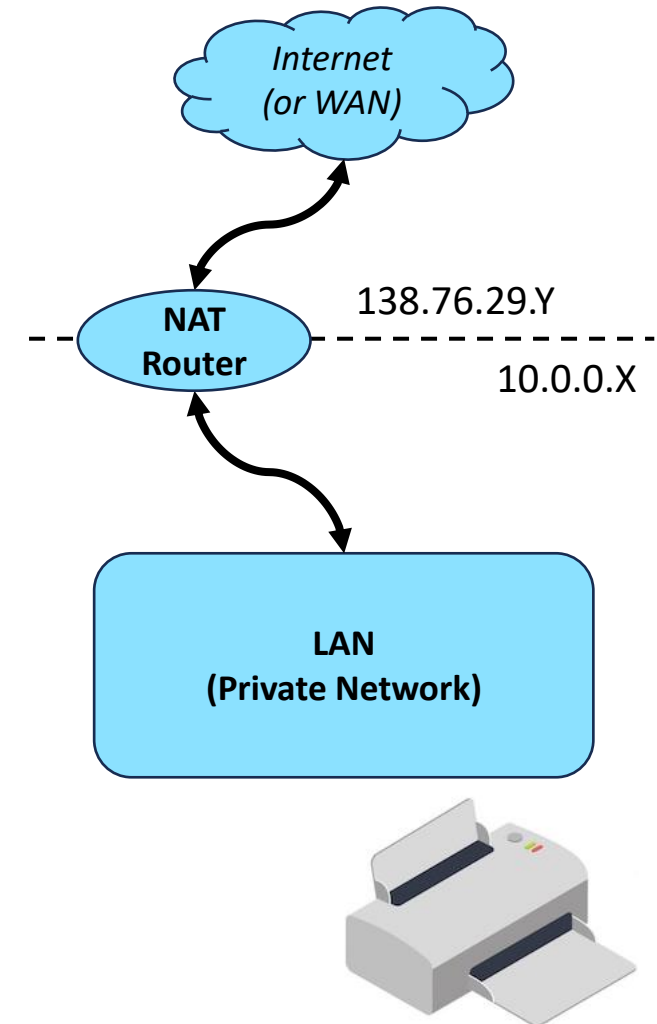 Internet
(or WAN)
138.76.29.Y
NAT
Router
10.0.0.X
LAN
(Private Network)